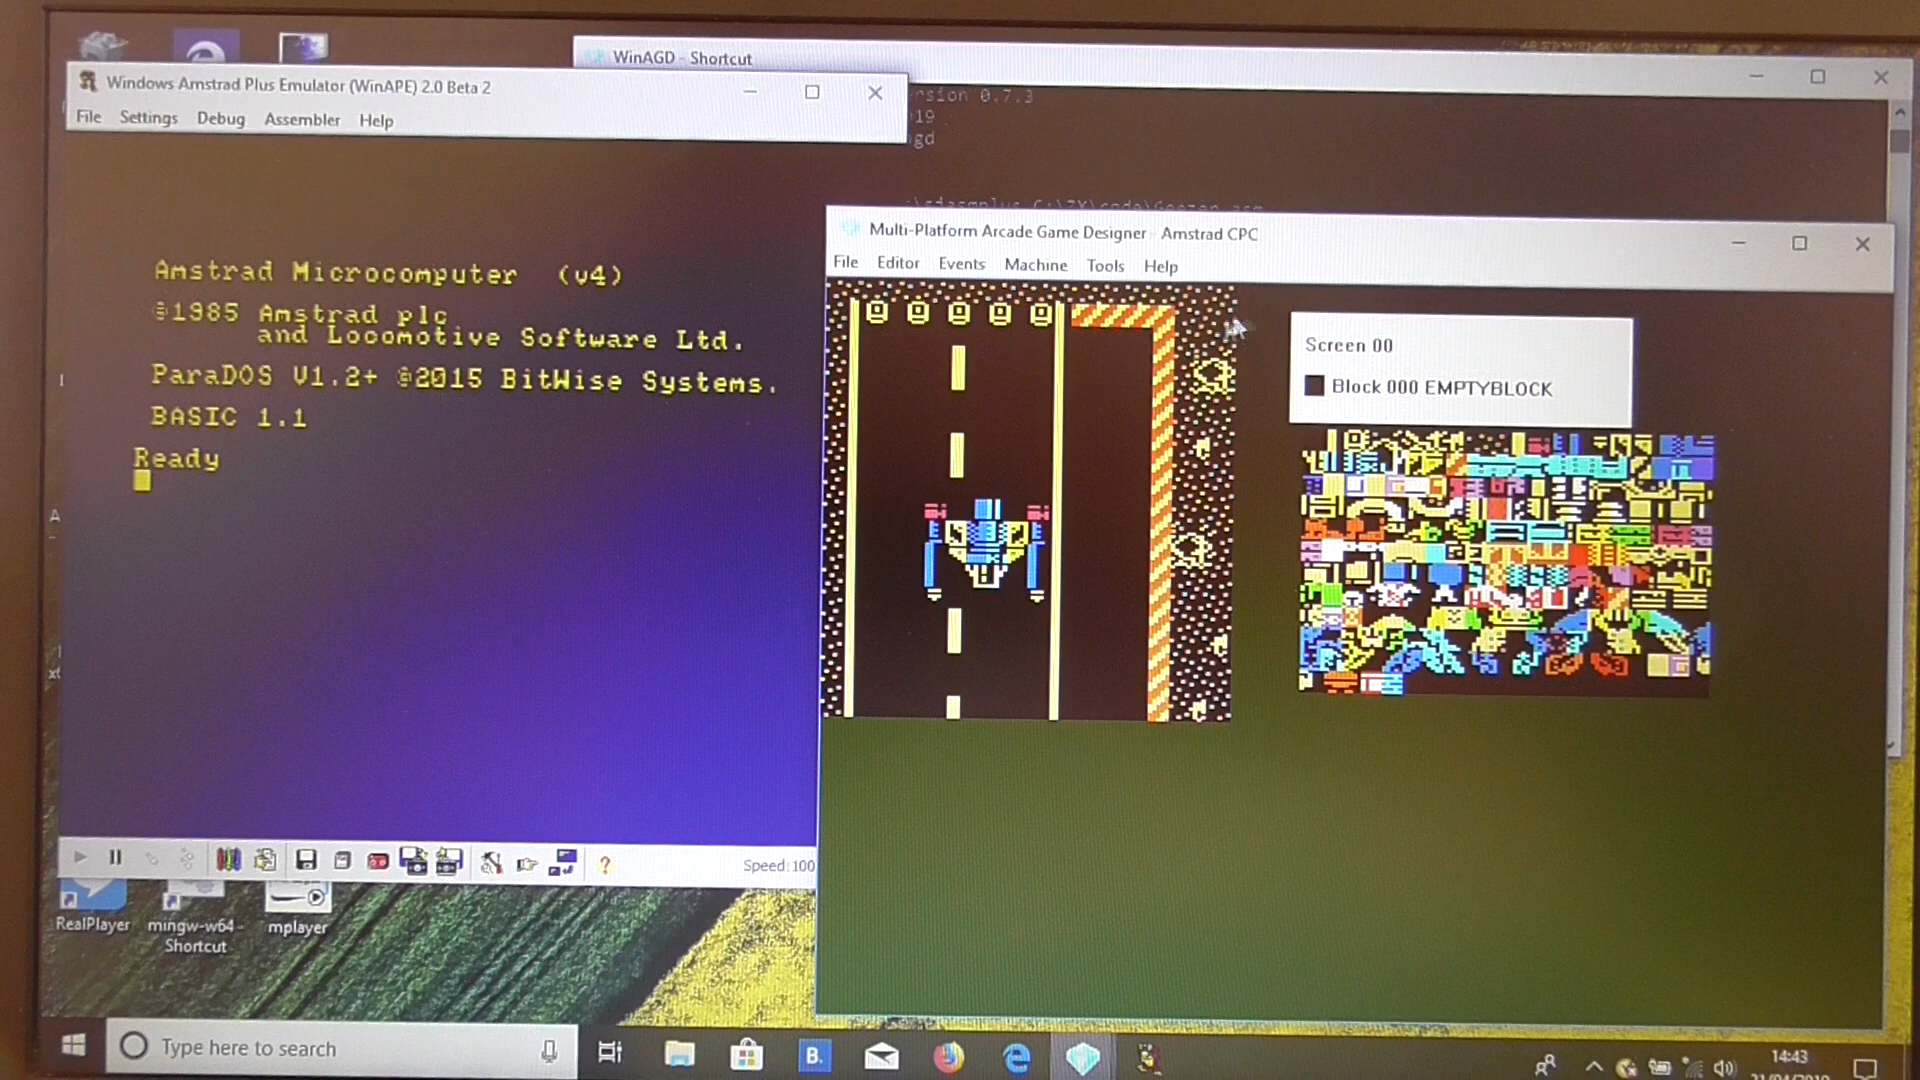 WinAGD - Shortcut
Windows Amstrad Plus Emulator (WinAPE) 2.0 Beta 2
File Settings Debug Assembler Help
rsion 0.7.3
19
gd
Multi-Platform Arcade Game Designer - Amstrad CPC
File Editor Events Machine Tools Help
Amstrad Microcomputer (v4)
©1985 Amstrad plc
and Locomotive Software Ltd.
ParaDOS V1.2+ ©2015 BitWise Systems.
BASIC 1.1
Ready
Screen 00
Block 000 EMPTYBLOCK
Speed: 100
RealPlayer
mingw-w64 - Shortcut
mplayer
Type here to search
B.
14:43